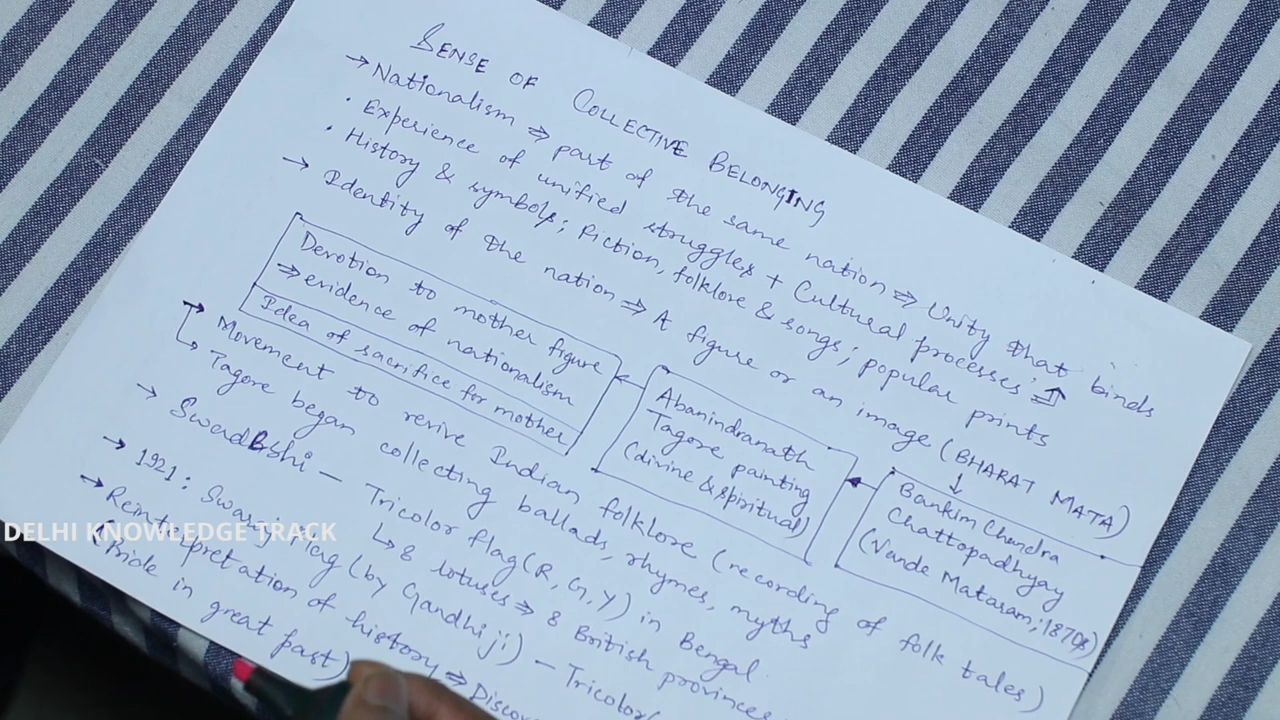 SENSE OF COLLECTIVE BELONGING
→ Nationalism ⇒ part of the same nation ⇒ Unity that binds
· Experience of unified struggles + Cultural processes
· History & symbols; fiction, folklore & songs; popular prints
→ Identity of the nation ⇒ A figure or an image (BHARAT MATA)
Devotion to mother figure
⇒ evidence of nationalism
Idea of sacrifice for mother
Abanindranath
Tagore painting
(divine & spiritual)
Bankim Chandra
Chattopadhyay
(Vande Mataram; 1870s)
→ Movement to revive Indian folklore (recording of folk tales)
↳ Tagore began collecting ballads, rhymes, myths
→ Swadeshi – Tricolor flag (R, G, Y) in Bengal
↳ 8 lotuses ⇒ 8 British provinces
→ 1921: Swaraj flag (by Gandhiji) – Tricolor(
→ Reinterpretation of history ⇒
(Pride in great past)
DELHI KNOWLEDGE TRACK